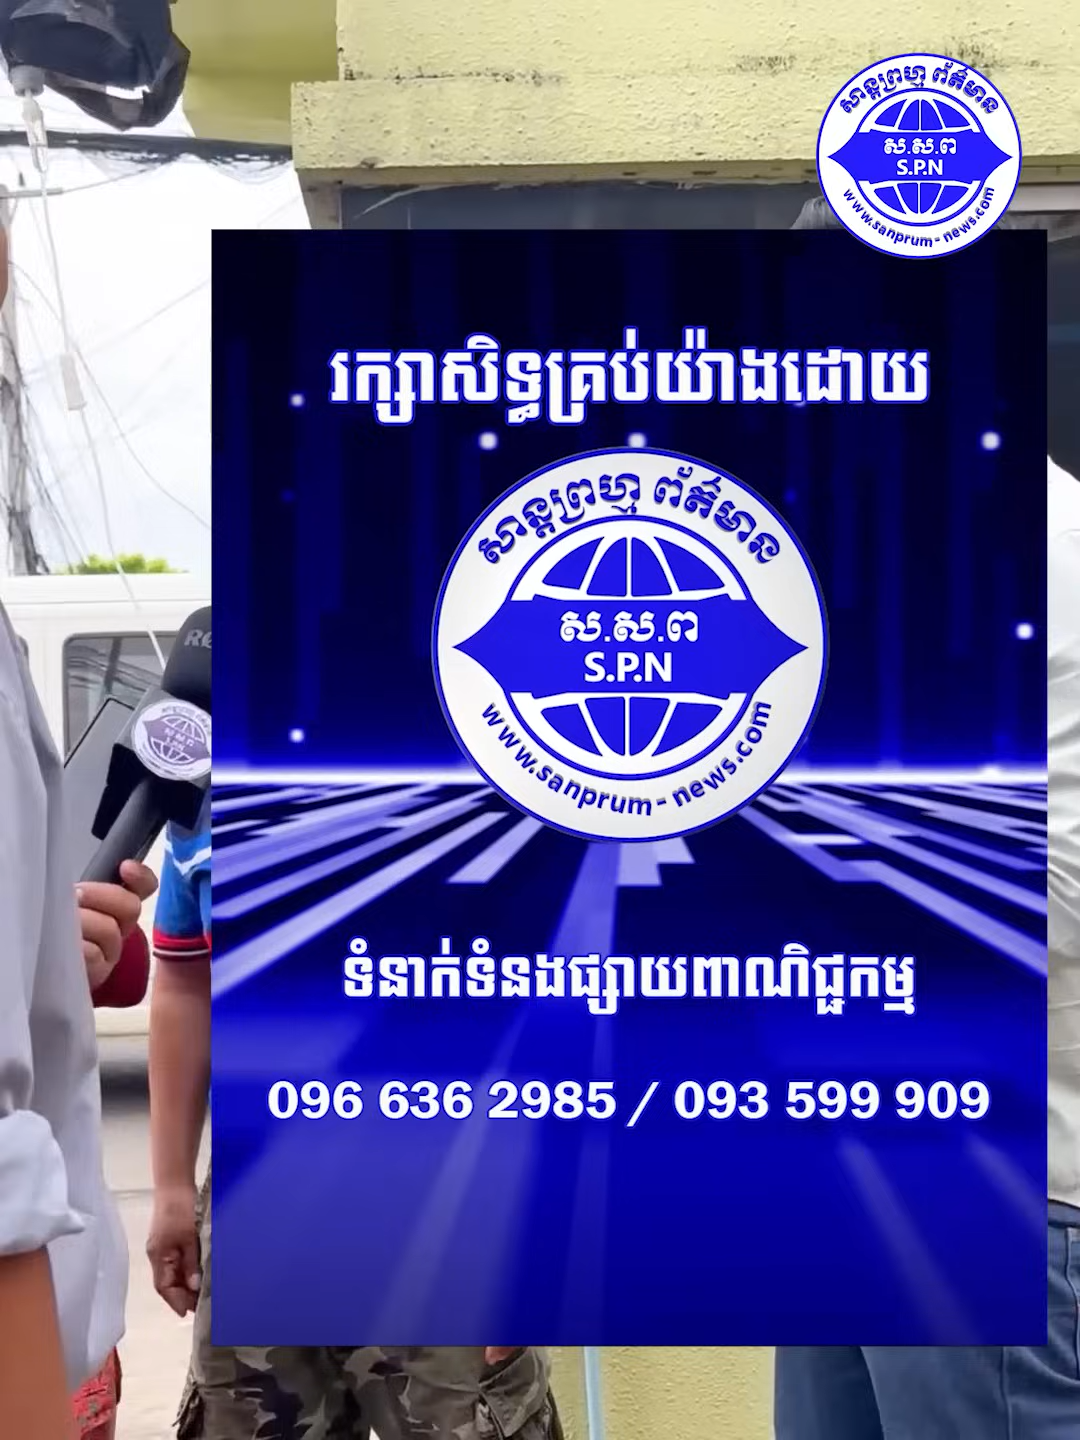 សាន្តព្រហ្ម ព័ត៌មាន
ស.ស.ព
S.P.N
www.sanprum-news.com
រក្សាសិទ្ធគ្រប់យ៉ាងដោយ
សាន្តព្រហ្ម ព័ត៌មាន
ស.ស.ព
S.P.N
www.sanprum-news.com
ទំនាក់ទំនងផ្សាយពាណិជ្ជកម្ម
096 636 2985 / 093 599 909
S.P.N